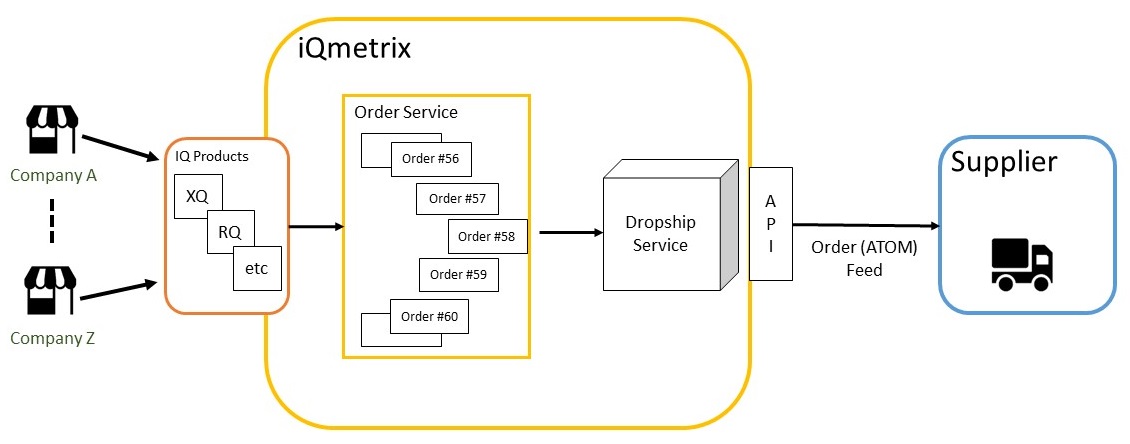 iQmetrix
Company A
Company Z
IQ Products
XQ
RQ
etc
Order Service
Order #56
Order #57
Order #58
Order #59
Order #60
Dropship
Service
A
P
I
Order (ATOM)
Feed
Supplier